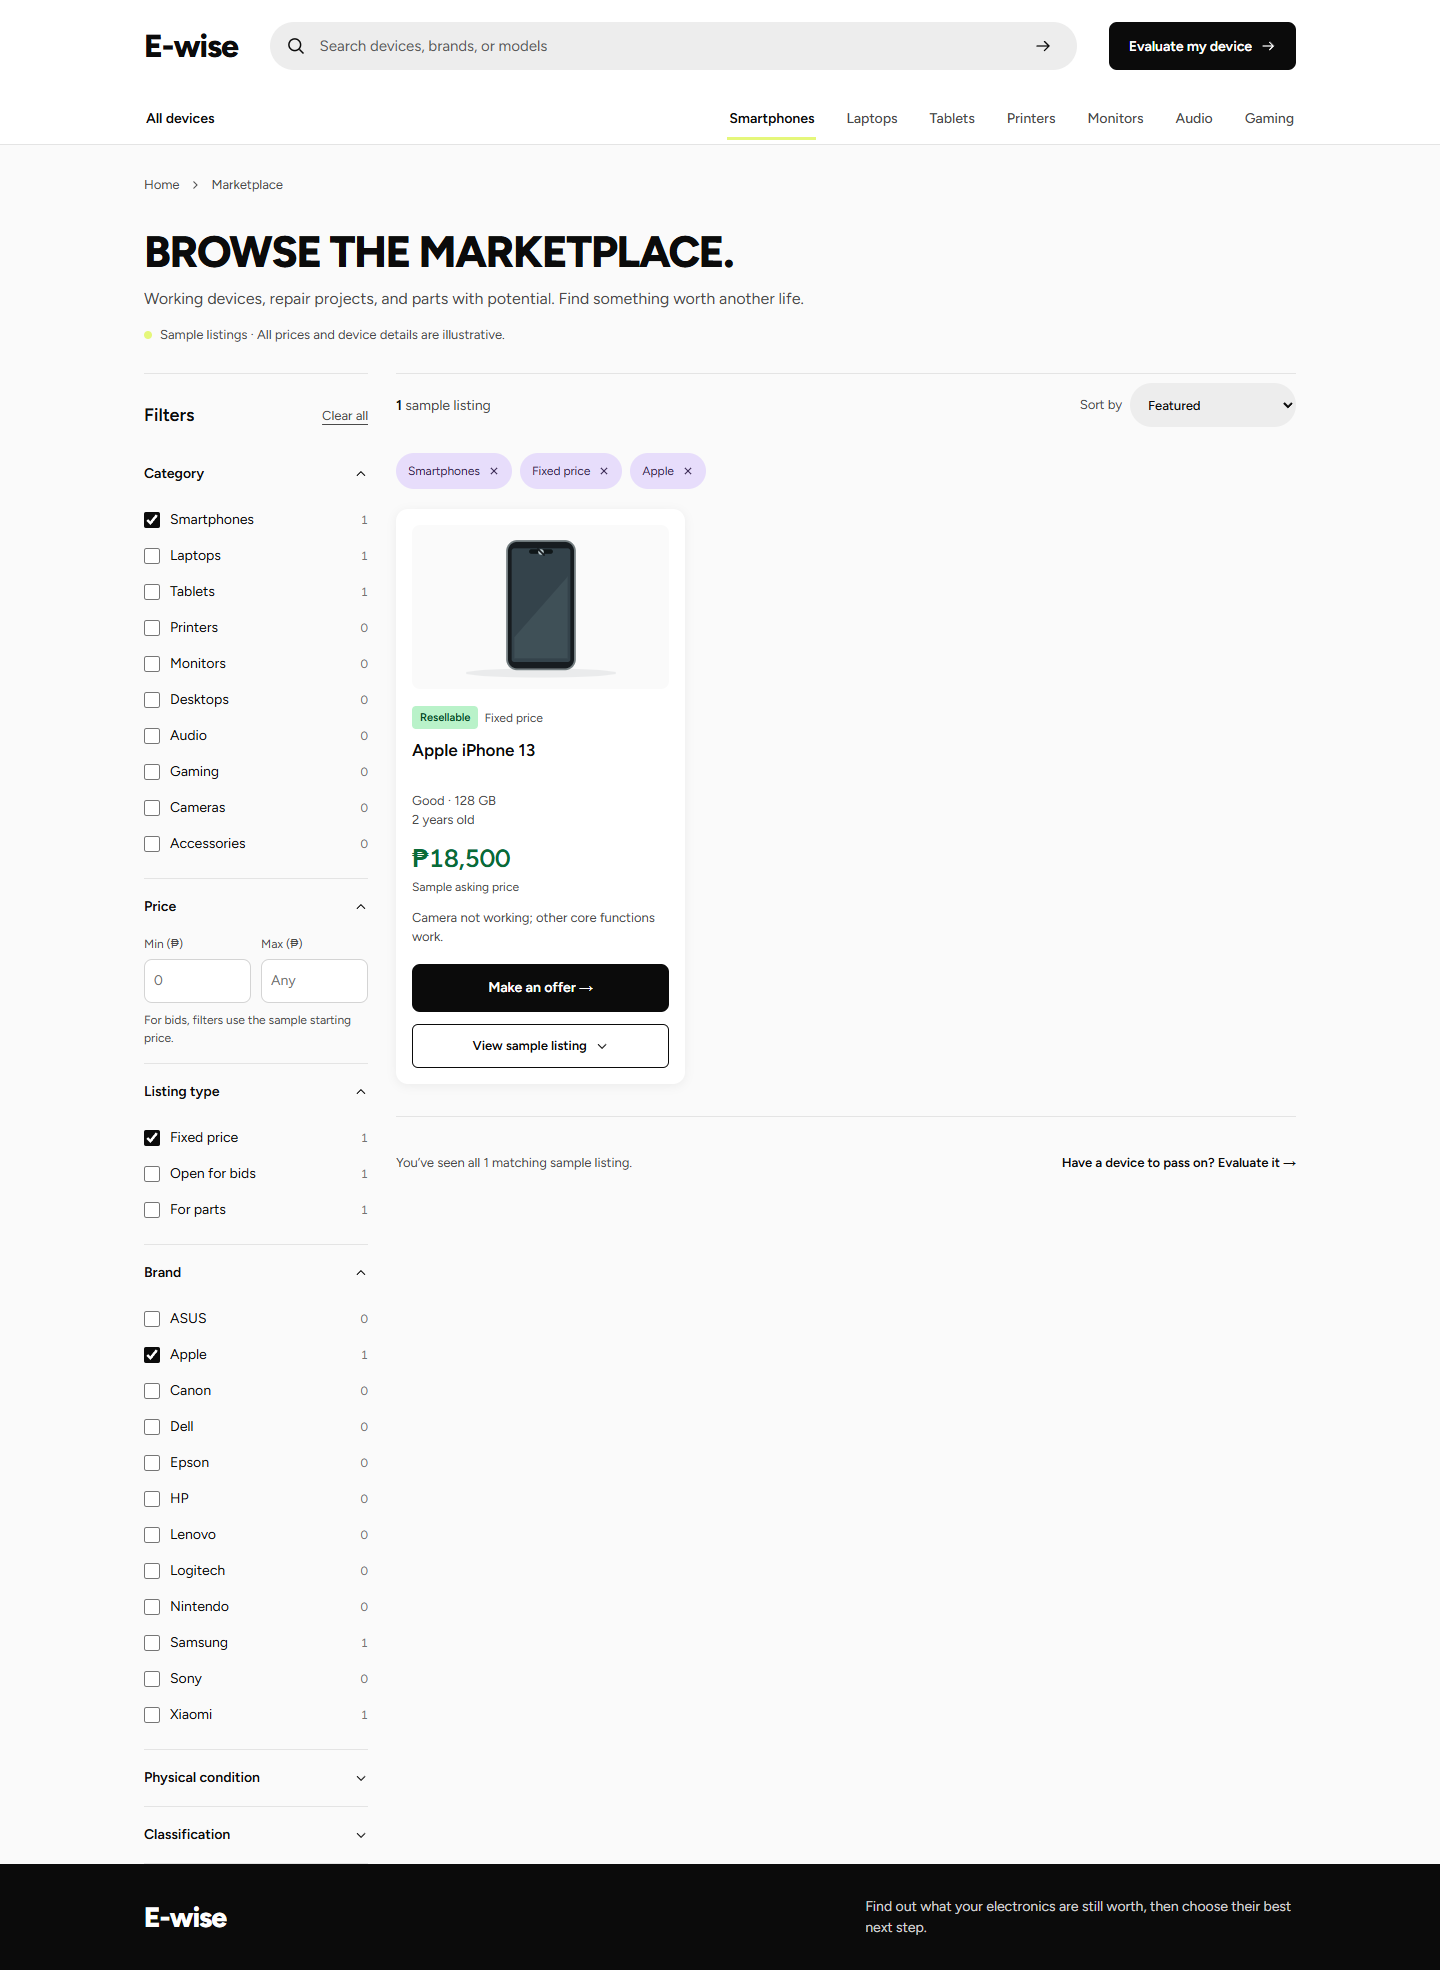 E-wise
Search devices, brands, or models
Evaluate my device →
All devices
Smartphones
Laptops
Tablets
Printers
Monitors
Audio
Gaming
Home
Marketplace
BROWSE THE MARKETPLACE.
Working devices, repair projects, and parts with potential. Find something worth another life.
Sample listings · All prices and device details are illustrative.
Filters
Clear all
Category
Smartphones 1
Laptops 1
Tablets 1
Printers 0
Monitors 0
Desktops 0
Audio 0
Gaming 0
Cameras 0
Accessories 0
Price
Min (₱) Max (₱)
0 Any
For bids, filters use the sample starting
price.
Listing type
Fixed price 1
Open for bids 1
For parts 1
Brand
ASUS 0
Apple 1
Canon 0
Dell 0
Epson 0
HP 0
Lenovo 0
Logitech 0
Nintendo 0
Samsung 1
Sony 0
Xiaomi 1
Physical condition
Classification
1 sample listing
Sort by Featured
Smartphones ×
Fixed price ×
Apple ×
Resellable Fixed price
Apple iPhone 13
Good · 128 GB
2 years old
₱18,500
Sample asking price
Camera not working; other core functions
work.
Make an offer →
View sample listing
You’ve seen all 1 matching sample listing.
Have a device to pass on? Evaluate it →
E-wise
Find out what your electronics are still worth, then choose their best
next step.